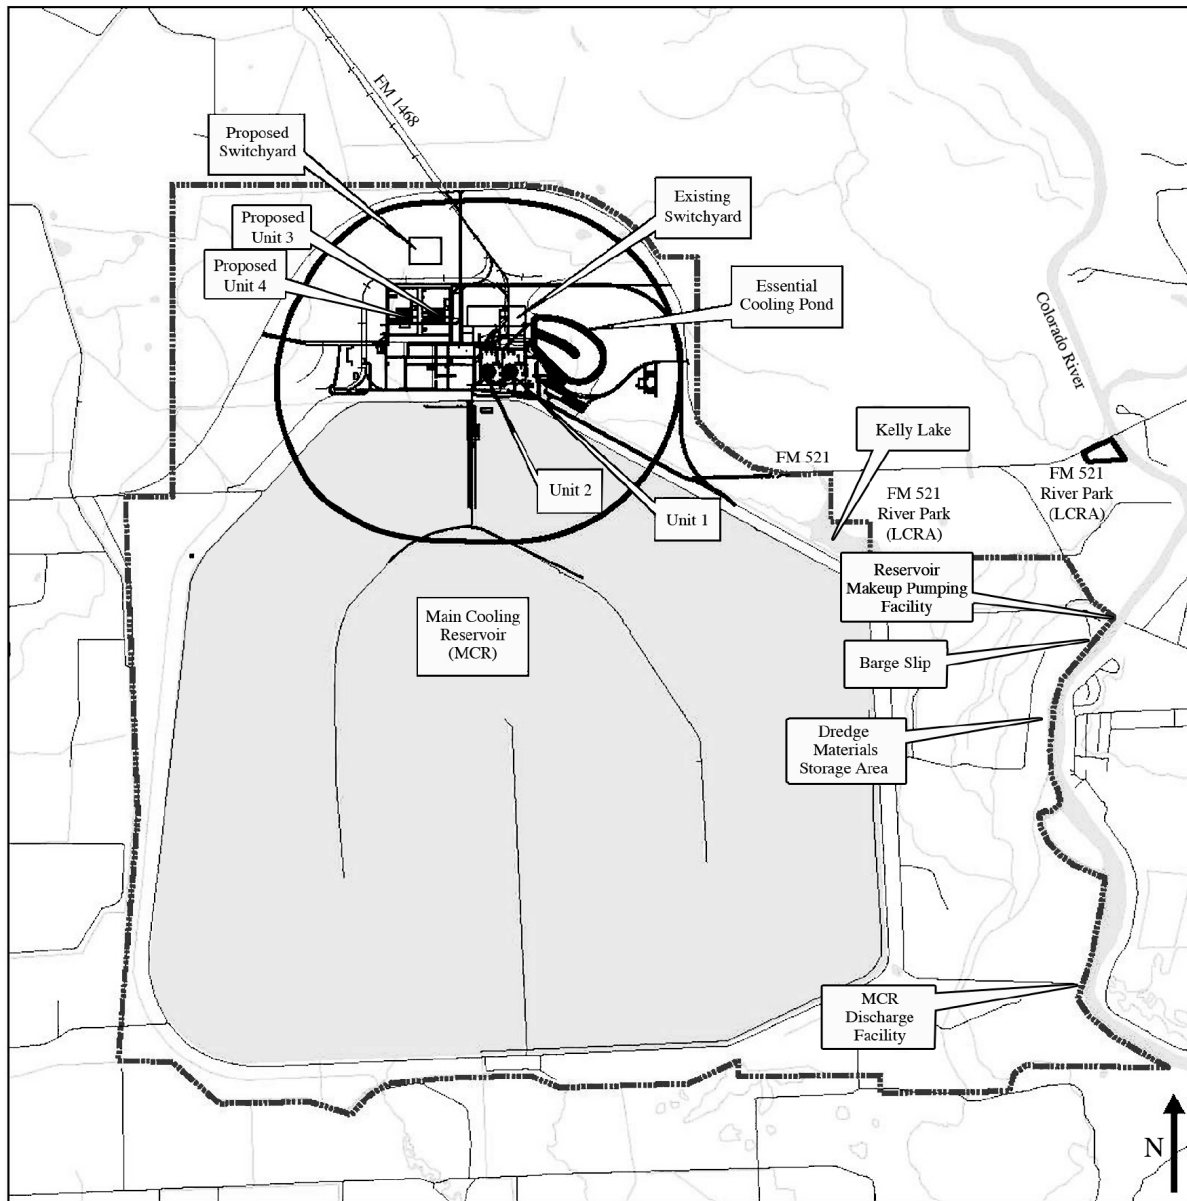 FM 1468
Proposed
Switchyard
Proposed
Unit 3
Proposed
Unit 4
Existing
Switchyard
Essential
Cooling Pond
Colorado River
Kelly Lake
FM 521
FM 521
River Park
(LCRA)
FM 521
River Park
(LCRA)
Unit 2
Unit 1
Reservoir
Makeup Pumping
Facility
Main Cooling
Reservoir
(MCR)
Barge Slip
Dredge
Materials
Storage Area
MCR
Discharge
Facility
N